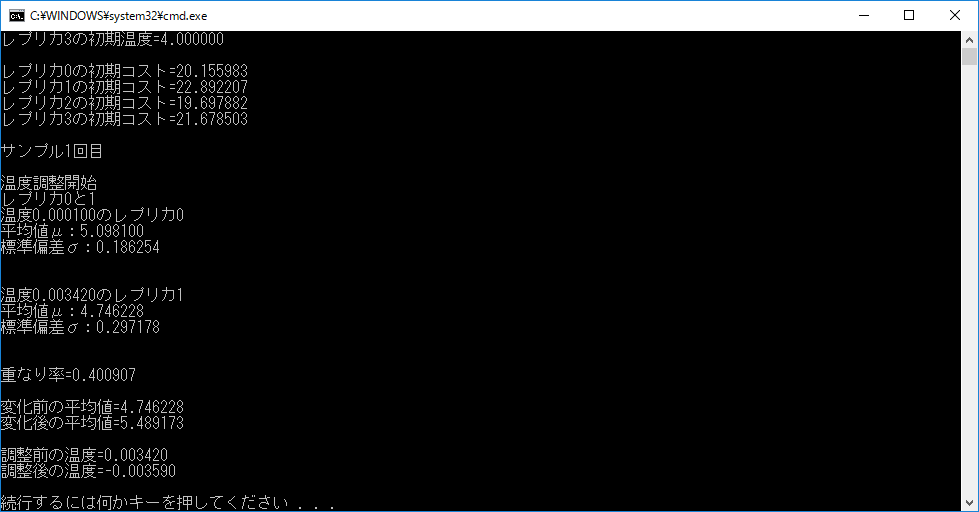 C:¥WINDOWS¥system32¥cmd.exe
レプリカ3の初期温度=4.000000
レプリカ0の初期コスト=20.155983
レプリカ1の初期コスト=22.892207
レプリカ2の初期コスト=19.697882
レプリカ3の初期コスト=21.678503
サンプル1回目
温度調整開始
レプリカ0と1
温度0.000100のレプリカ0
平均値μ：5.098100
標準偏差σ：0.186254
温度0.003420のレプリカ1
平均値μ：4.746228
標準偏差σ：0.297178
重なり率=0.400907
変化前の平均値=4.746228
変化後の平均値=5.489173
調整前の温度=0.003420
調整後の温度=-0.003590
続行するには何かキーを押してください . . .